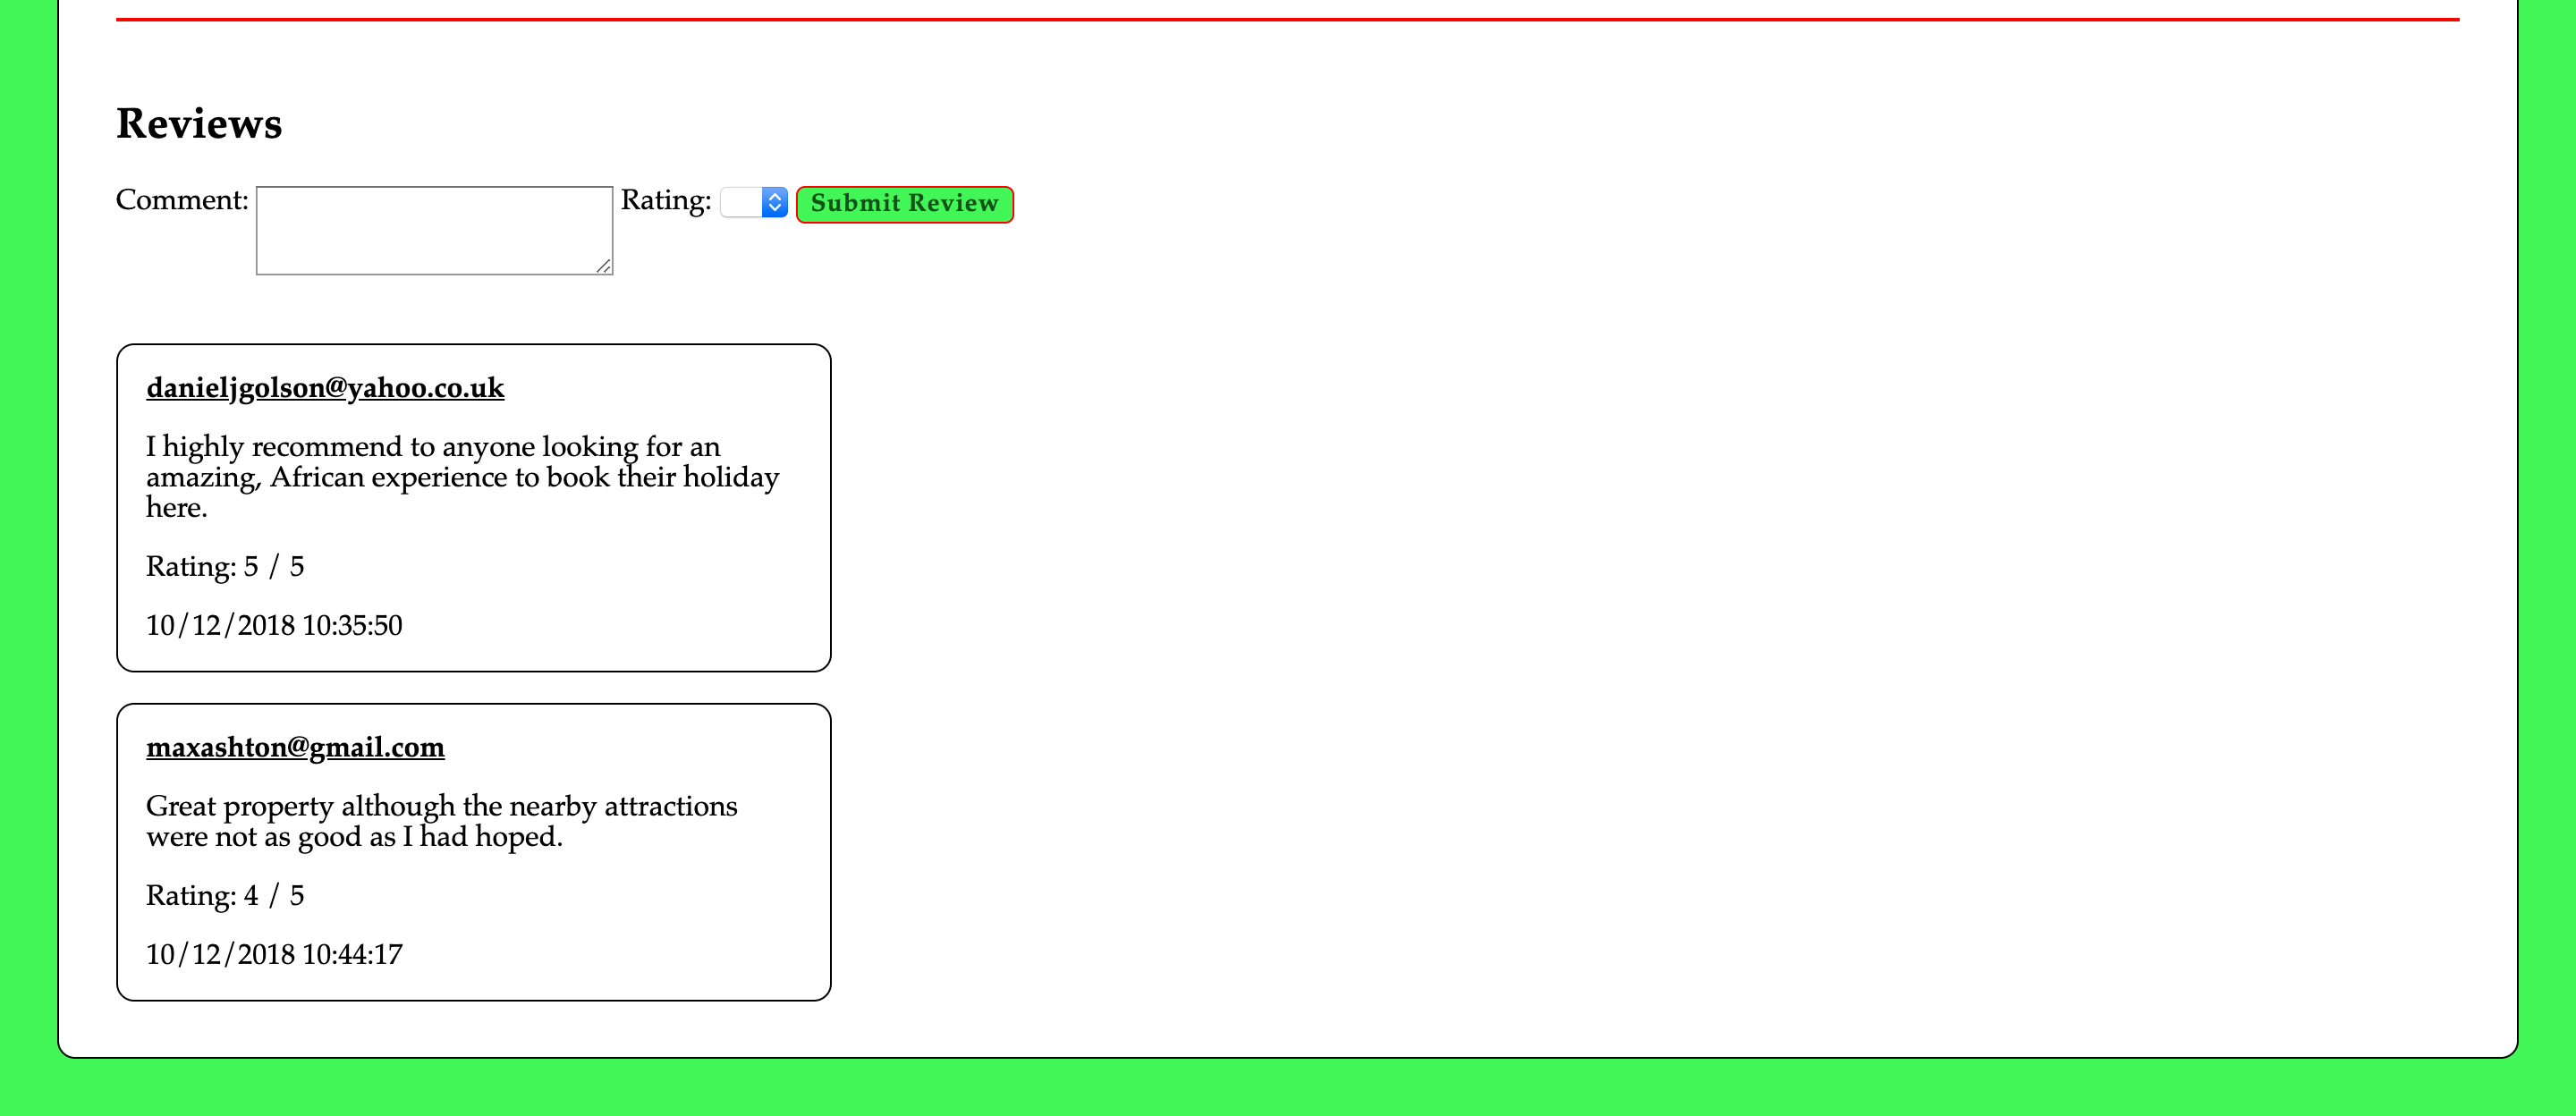 Reviews
Comment: Rating: Submit Review
danieljgolson@yahoo.co.uk
I highly recommend to anyone looking for an
amazing, African experience to book their holiday
here.
Rating: 5 / 5
10/12/2018 10:35:50
maxashton@gmail.com
Great property although the nearby attractions
were not as good as I had hoped.
Rating: 4 / 5
10/12/2018 10:44:17